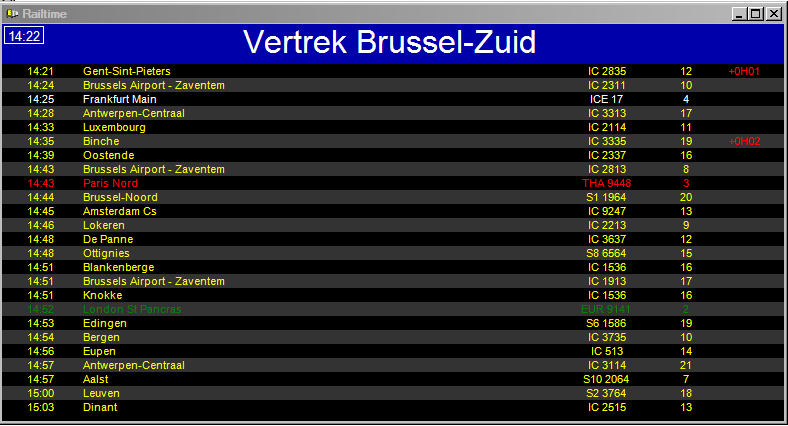 Railtime
14:22 Vertrek Brussel-Zuid
14:21 Gent-Sint-Pieters IC 2835 12 +0H01
14:24 Brussels Airport - Zaventem IC 2311 10
14:25 Frankfurt Main ICE 17 4
14:28 Antwerpen-Centraal IC 3313 17
14:33 Luxembourg IC 2114 11
14:35 Binche IC 3335 19 +0H02
14:39 Oostende IC 2337 16
14:43 Brussels Airport - Zaventem IC 2813 8
14:43 Paris Nord THA 9448 3
14:44 Brussel-Noord S1 1964 20
14:45 Amsterdam Cs IC 9247 13
14:46 Lokeren IC 2213 9
14:48 De Panne IC 3637 12
14:48 Ottignies S8 6564 15
14:51 Blankenberge IC 1536 16
14:51 Brussels Airport - Zaventem IC 1913 17
14:51 Knokke IC 1536 16
14:52 London St Pancras EUR 9141 2
14:53 Edingen S6 1586 19
14:54 Bergen IC 3735 10
14:56 Eupen IC 513 14
14:57 Antwerpen-Centraal IC 3114 21
14:57 Aalst S10 2064 7
15:00 Leuven S2 3764 18
15:03 Dinant IC 2515 13